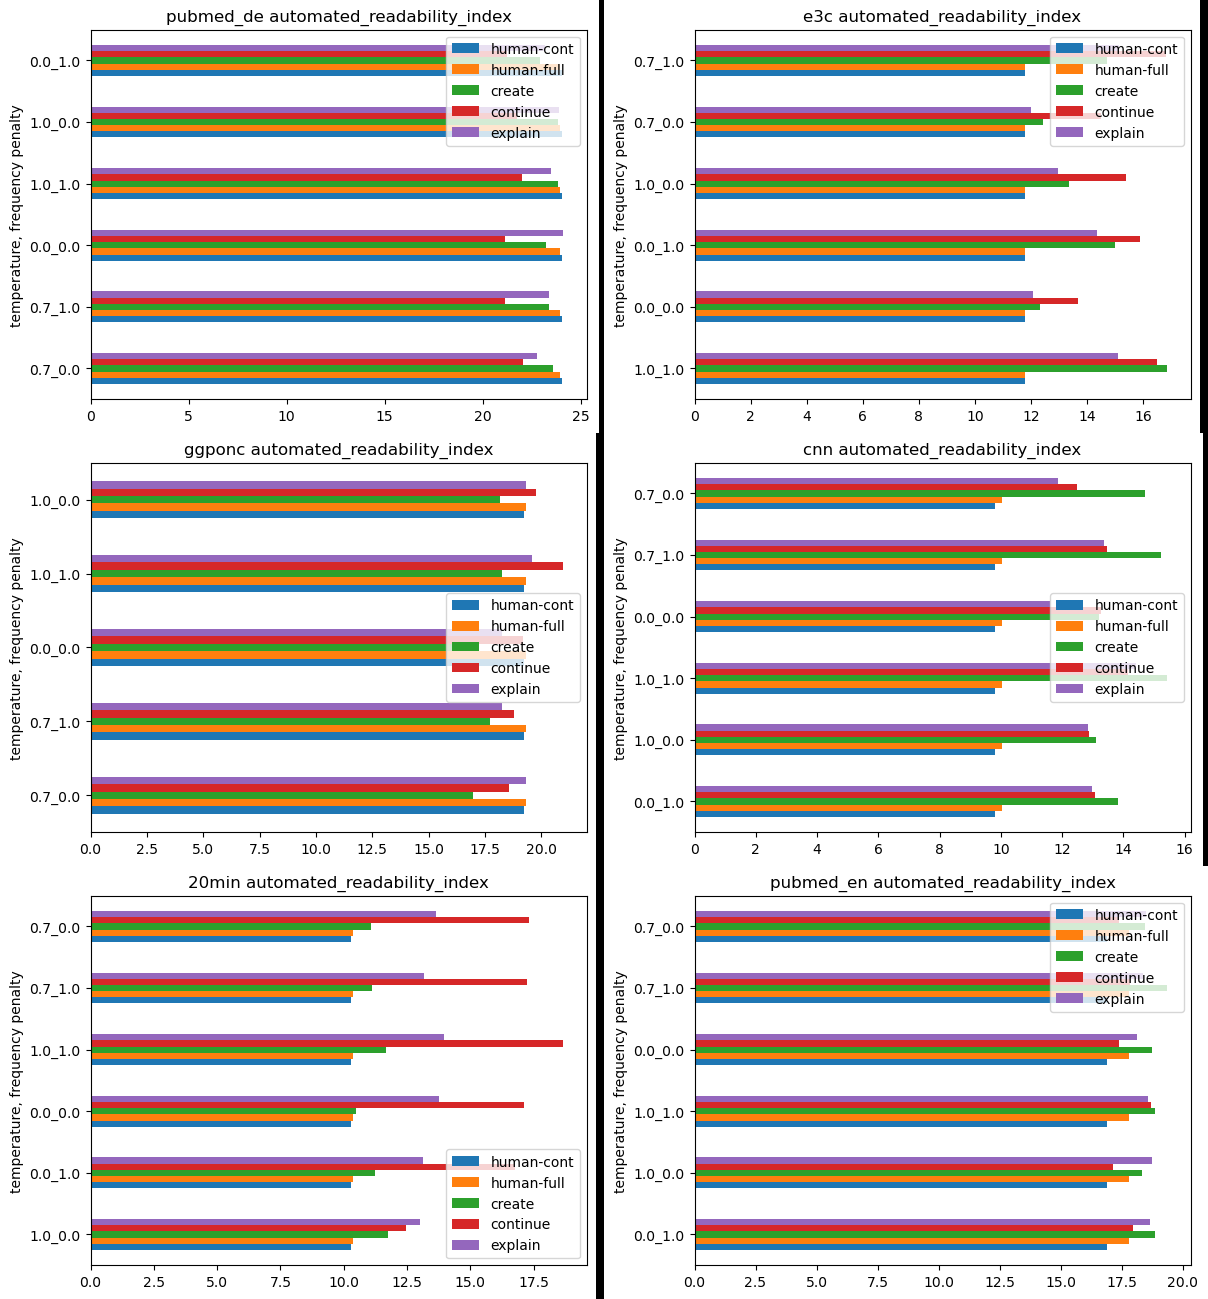 pubmed_de automated_readability_index
temperature, frequency penalty
0.0_1.0
1.0_0.0
1.0_1.0
0.0_0.0
0.7_1.0
0.7_0.0
0 5 10 15 20 25
human-cont
human-full
create
continue
explain
e3c automated_readability_index
temperature, frequency penalty
0.7_1.0
0.7_0.0
1.0_0.0
0.0_1.0
0.0_0.0
1.0_1.0
0 2 4 6 8 10 12 14 16
human-cont
human-full
create
continue
explain
ggponc automated_readability_index
temperature, frequency penalty
1.0_0.0
1.0_1.0
0.0_0.0
0.7_1.0
0.7_0.0
0.0 2.5 5.0 7.5 10.0 12.5 15.0 17.5 20.0
human-cont
human-full
create
continue
explain
cnn automated_readability_index
temperature, frequency penalty
0.7_0.0
0.7_1.0
0.0_0.0
1.0_1.0
1.0_0.0
0.0_1.0
0 2 4 6 8 10 12 14 16
human-cont
human-full
create
continue
explain
20min automated_readability_index
temperature, frequency penalty
0.7_0.0
0.7_1.0
1.0_1.0
0.0_0.0
0.0_1.0
1.0_0.0
0.0 2.5 5.0 7.5 10.0 12.5 15.0 17.5
human-cont
human-full
create
continue
explain
pubmed_en automated_readability_index
temperature, frequency penalty
0.7_0.0
0.7_1.0
0.0_0.0
1.0_1.0
1.0_0.0
0.0_1.0
0.0 2.5 5.0 7.5 10.0 12.5 15.0 17.5 20.0
human-cont
human-full
create
continue
explain